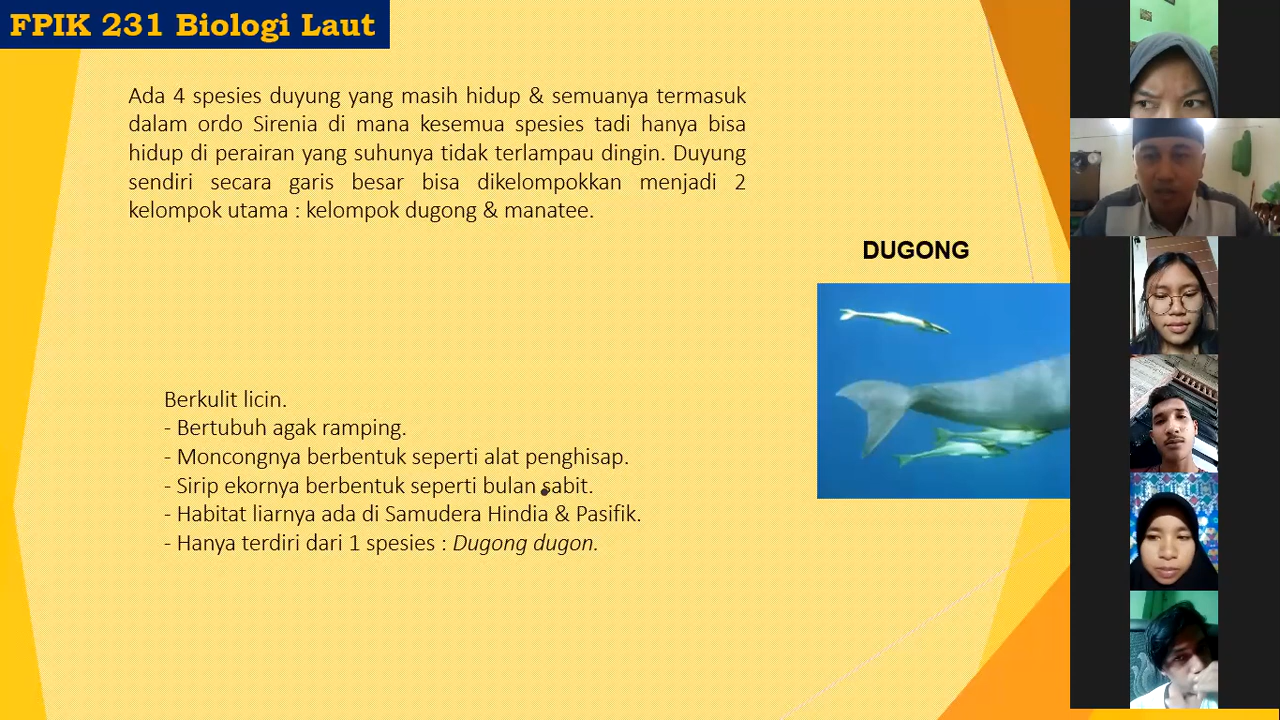 FPIK 231 Biologi Laut
Ada 4 spesies duyung yang masih hidup & semuanya termasuk
dalam ordo Sirenia di mana kesemua spesies tadi hanya bisa
hidup di perairan yang suhunya tidak terlampau dingin. Duyung
sendiri secara garis besar bisa dikelompokkan menjadi 2
kelompok utama : kelompok dugong & manatee.
DUGONG
Berkulit licin.
- Bertubuh agak ramping.
- Moncongnya berbentuk seperti alat penghisap.
- Sirip ekornya berbentuk seperti bulan sabit.
- Habitat liarnya ada di Samudera Hindia & Pasifik.
- Hanya terdiri dari 1 spesies : Dugong dugon.